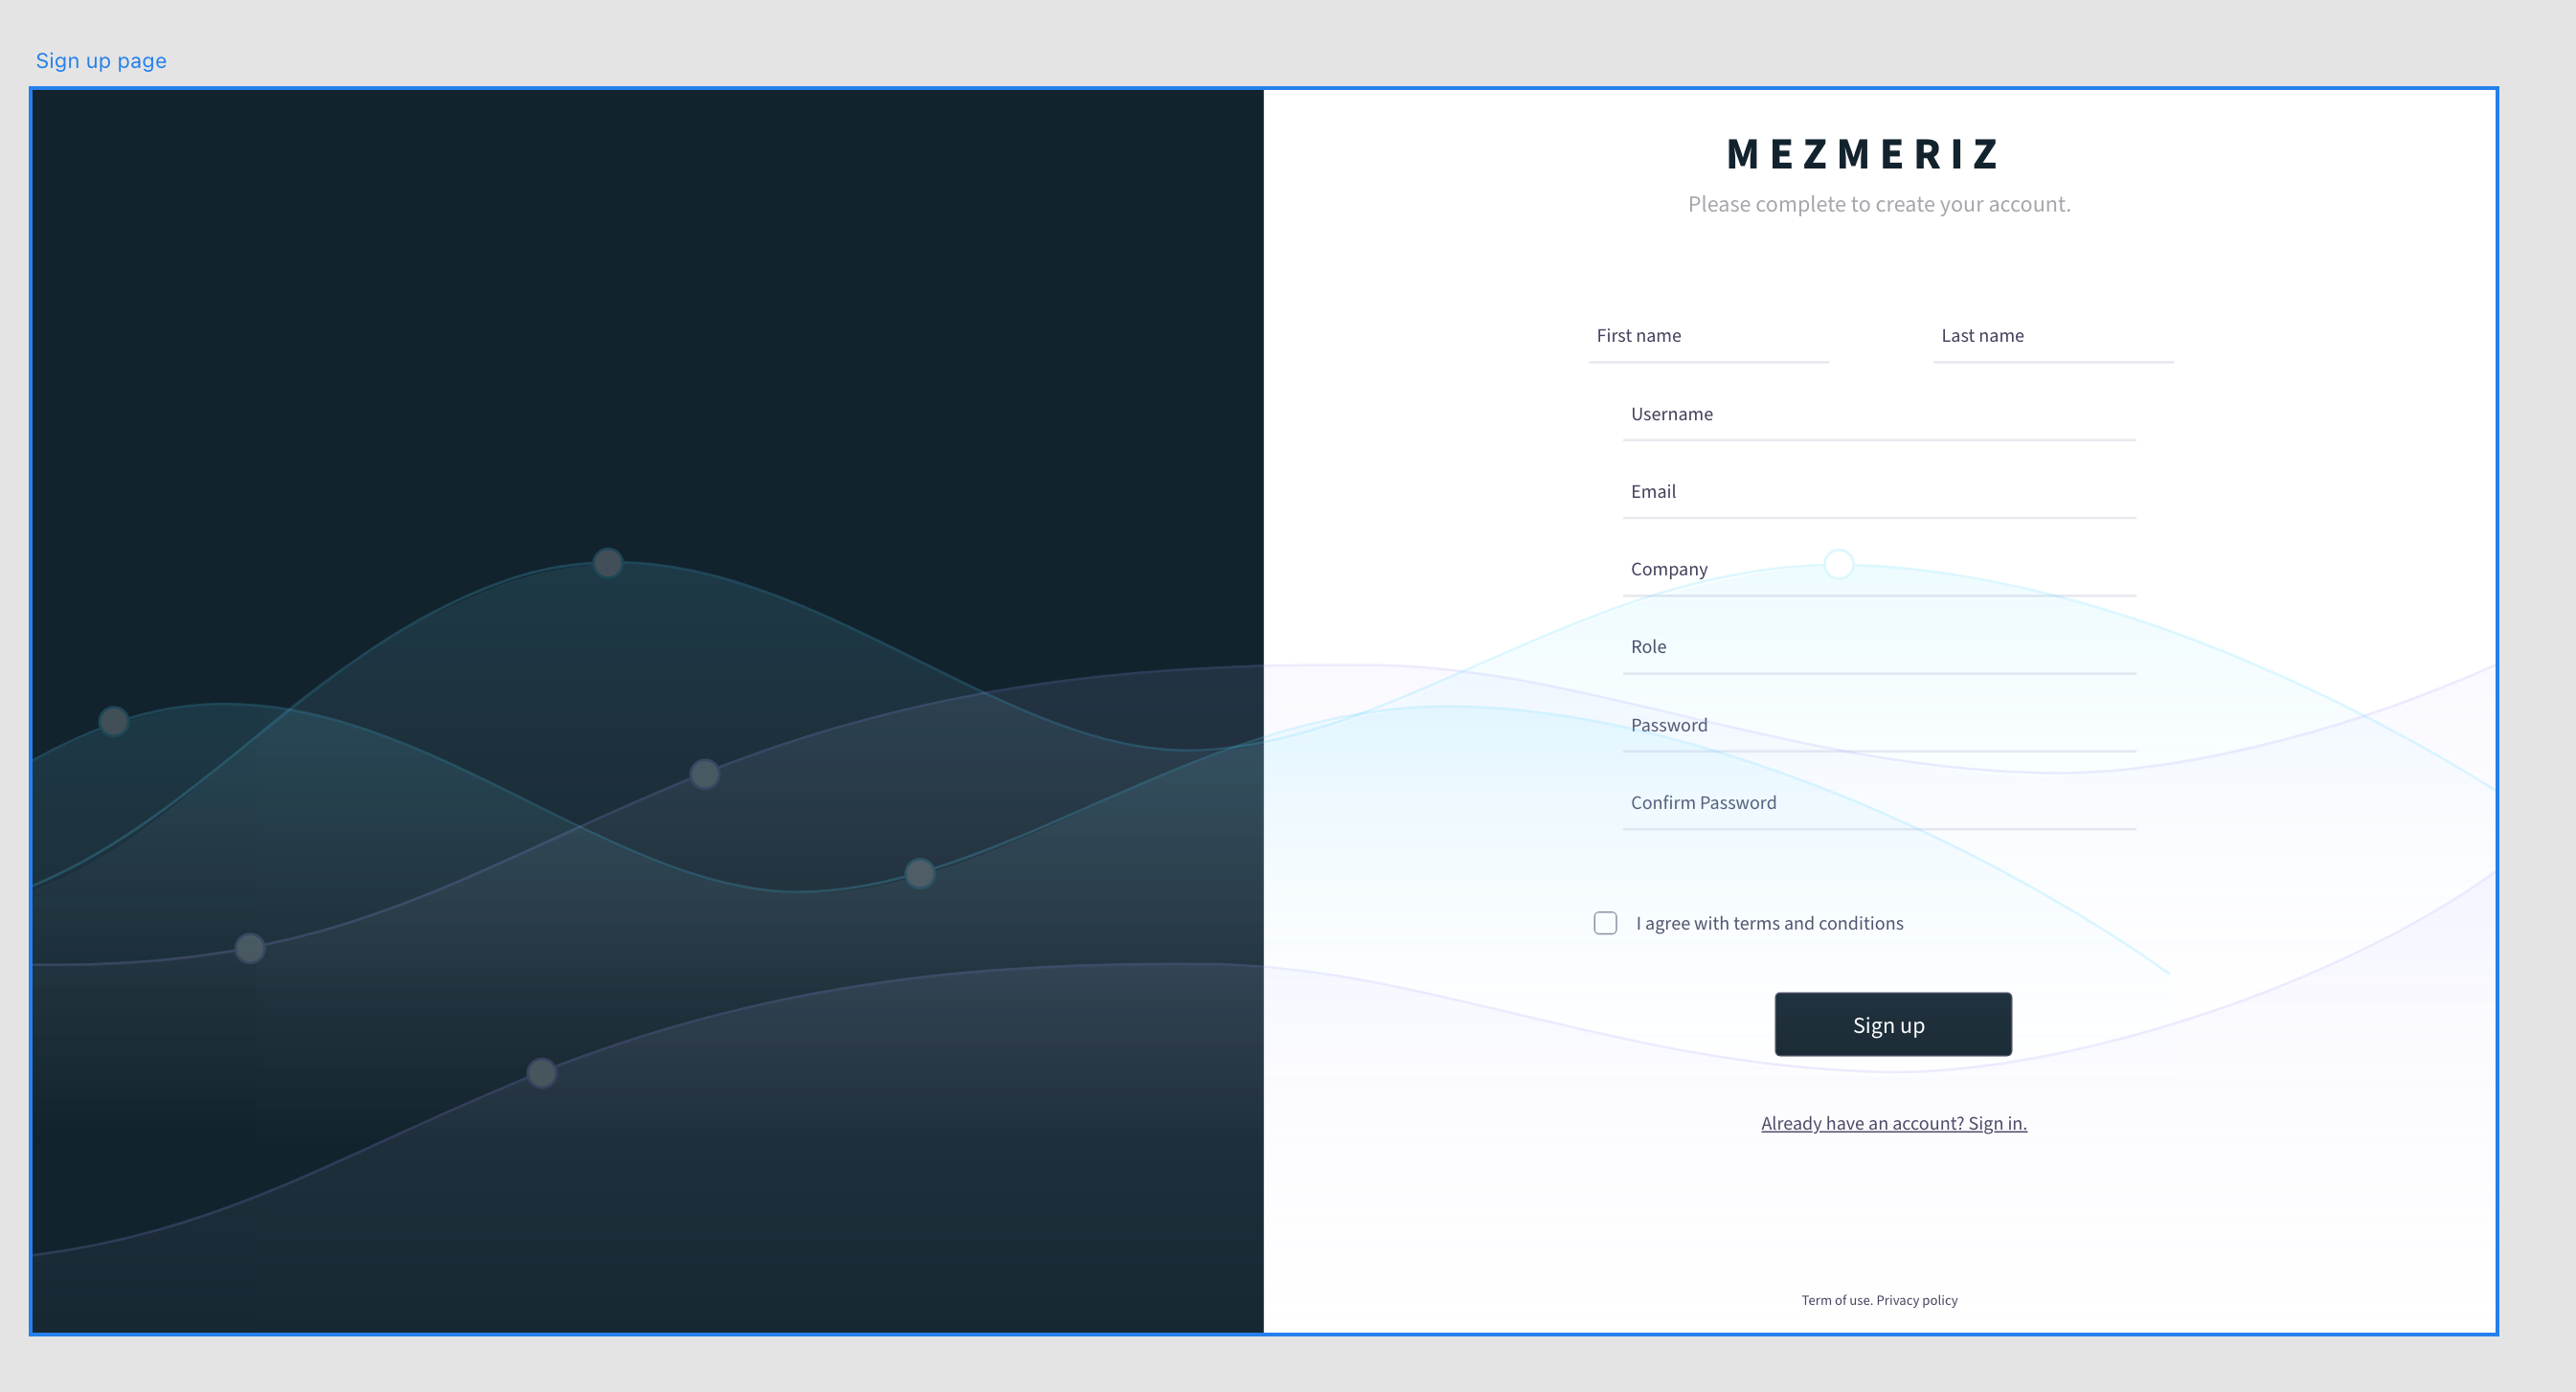 Sign up page
MEZMERIZ
Please complete to create your account.
First name Last name
Username
Email
Company
Role
Password
Confirm Password
I agree with terms and conditions
Sign up
Already have an account? Sign in.
Term of use. Privacy policy